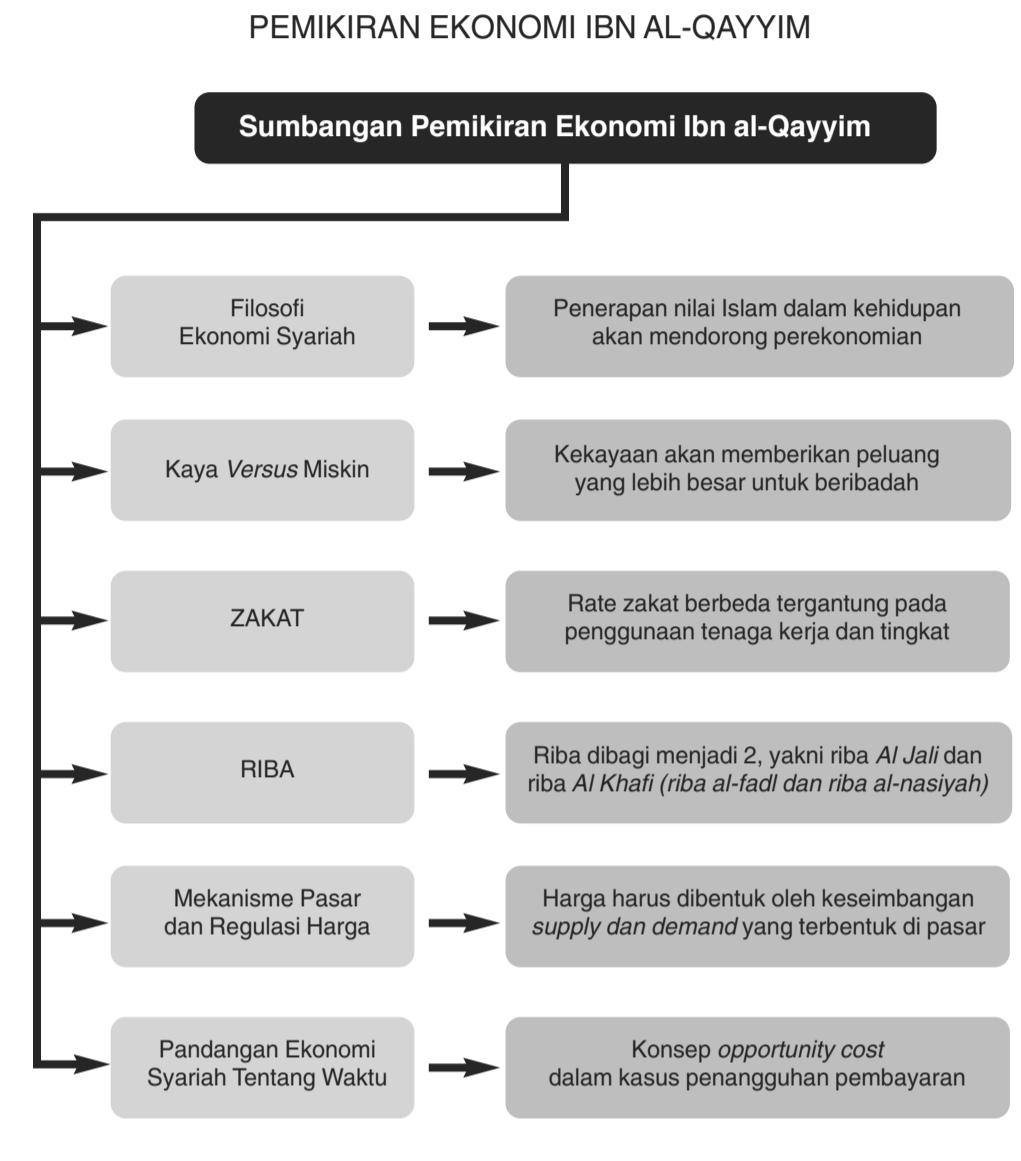 PEMIKIRAN EKONOMI IBN AL-QAYYIM
Sumbangan Pemikiran Ekonomi Ibn al-Qayyim
Filosofi
Ekonomi Syariah
Penerapan nilai Islam dalam kehidupan
akan mendorong perekonomian
Kaya Versus Miskin
Kekayaan akan memberikan peluang
yang lebih besar untuk beribadah
ZAKAT
Rate zakat berbeda tergantung pada
penggunaan tenaga kerja dan tingkat
RIBA
Riba dibagi menjadi 2, yakni riba Al Jali dan
riba Al Khafi (riba al-fadl dan riba al-nasiyah)
Mekanisme Pasar
dan Regulasi Harga
Harga harus dibentuk oleh keseimbangan
supply dan demand yang terbentuk di pasar
Pandangan Ekonomi
Syariah Tentang Waktu
Konsep opportunity cost
dalam kasus penangguhan pembayaran